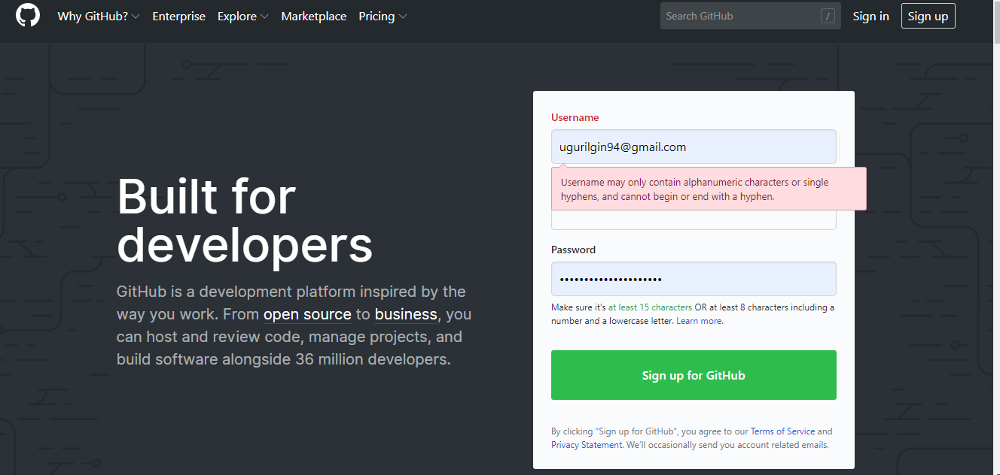 Why GitHub? Enterprise Explore Marketplace Pricing Search GitHub / Sign in Sign up
Built for
developers
GitHub is a development platform inspired by the
way you work. From open source to business, you
can host and review code, manage projects, and
build software alongside 36 million developers.
Username
ugurilgin94@gmail.com
Username may only contain alphanumeric characters or single
hyphens, and cannot begin or end with a hyphen.
Password
•••••••••••••••••••••
Make sure it's at least 15 characters OR at least 8 characters including a
number and a lowercase letter. Learn more.
Sign up for GitHub
By clicking “Sign up for GitHub”, you agree to our Terms of Service and
Privacy Statement. We’ll occasionally send you account related emails.